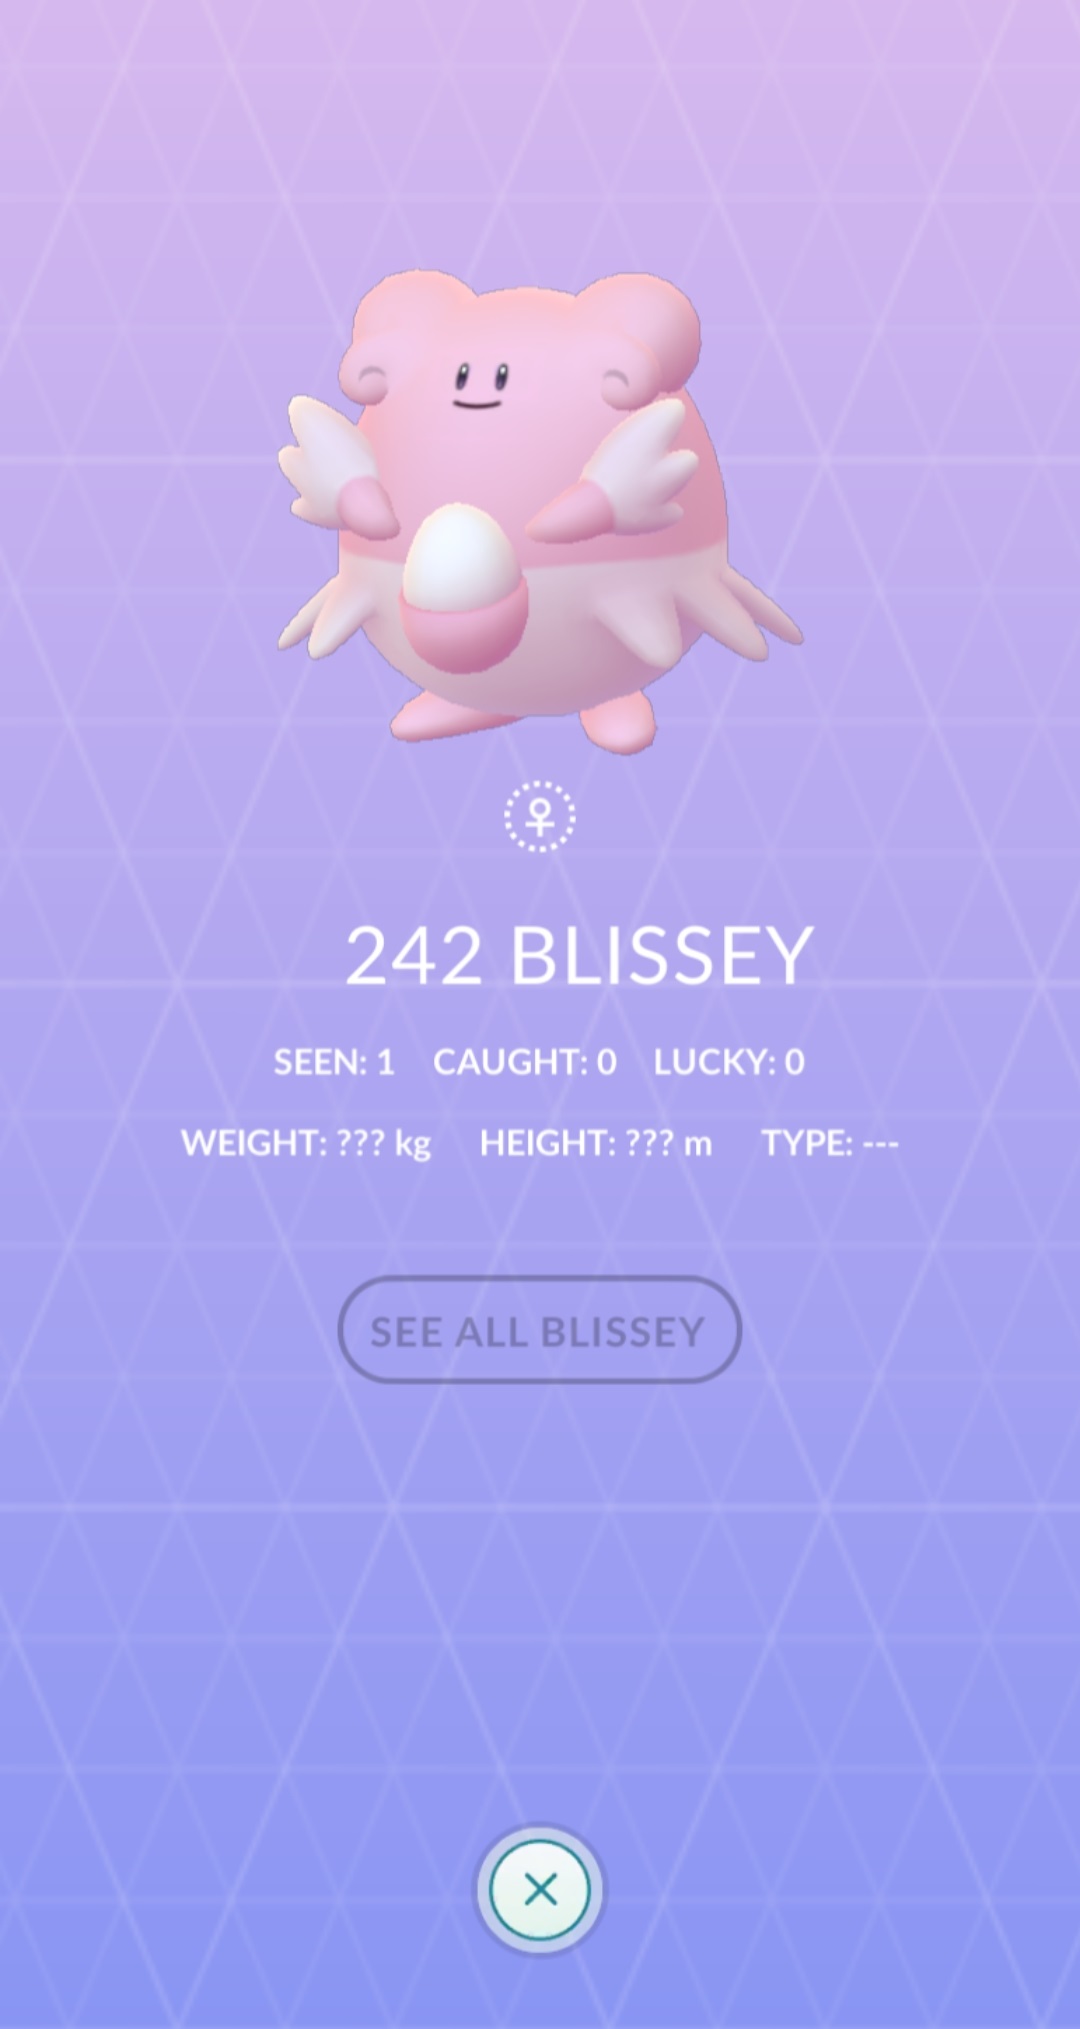 242 BLISSEY
SEEN: 1 CAUGHT: 0 LUCKY: 0
WEIGHT: ??? kg HEIGHT: ??? m TYPE: ---
SEE ALL BLISSEY